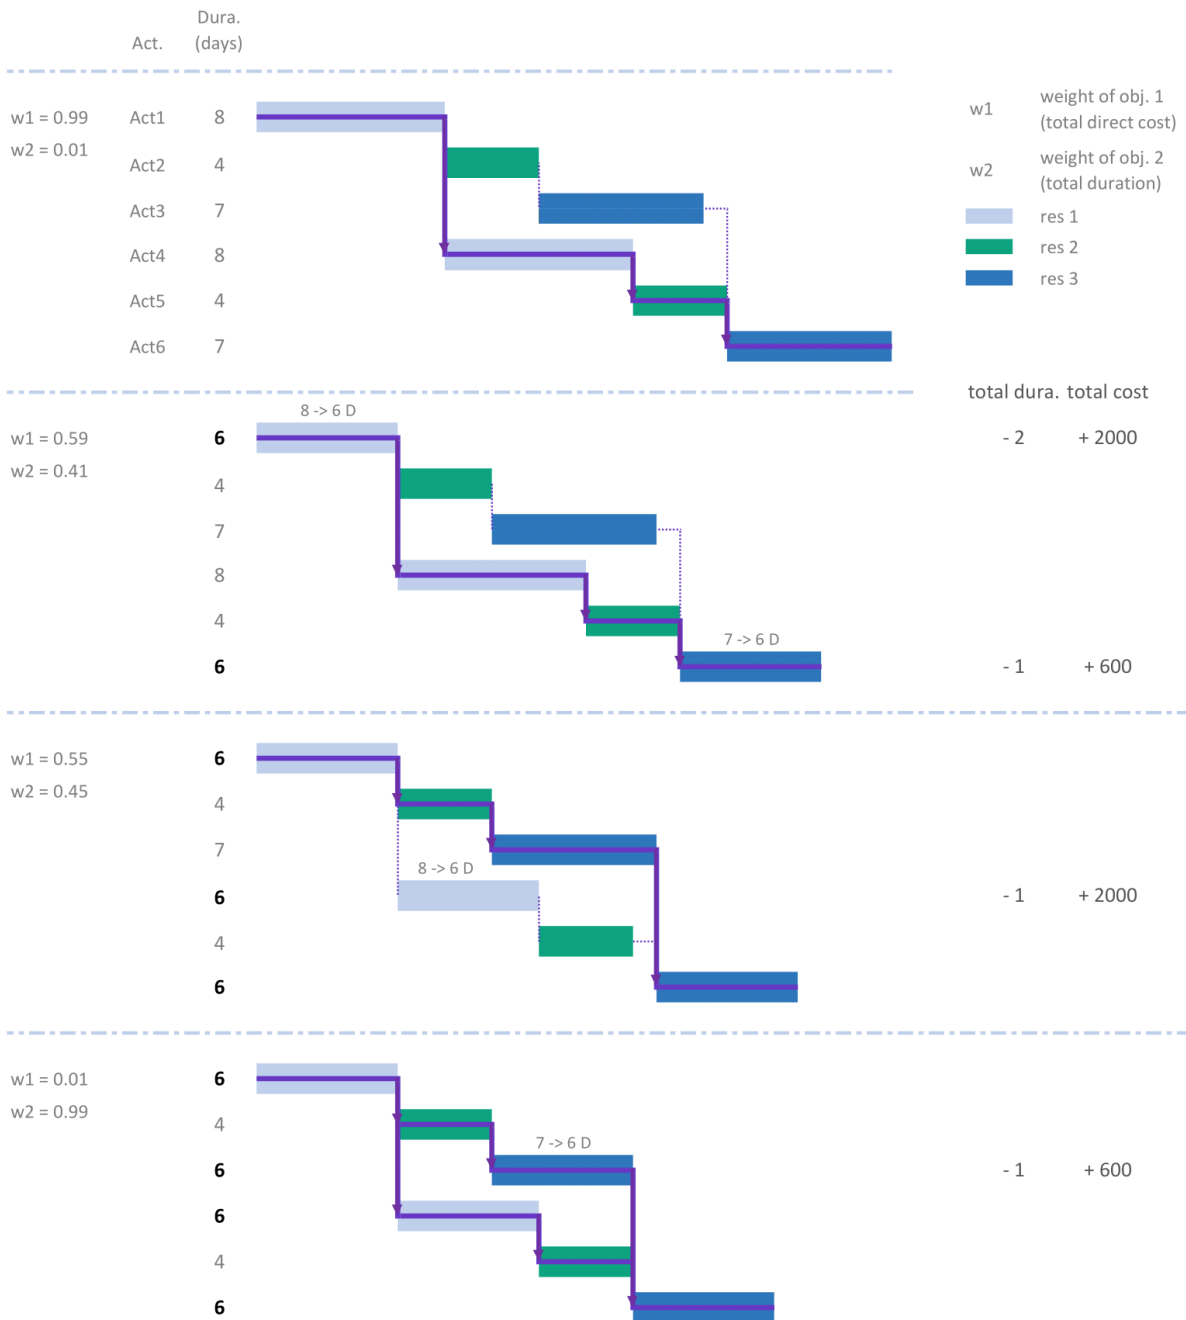 Dura.
Act. (days)
w1 = 0.99 Act1 8
w2 = 0.01
Act2 4
Act3 7
Act4 8
Act5 4
Act6 7
w1 weight of obj. 1
(total direct cost)
w2 weight of obj. 2
(total duration)
res 1
res 2
res 3
total dura. total cost
8 -> 6 D
w1 = 0.59 6 - 2 + 2000
w2 = 0.41
4
7
8
4
7 -> 6 D
6 - 1 + 600
w1 = 0.55 6
w2 = 0.45
4
7
8 -> 6 D
6 - 1 + 2000
4
6
w1 = 0.01 6
w2 = 0.99
4
7 -> 6 D
6 - 1 + 600
6
4
6